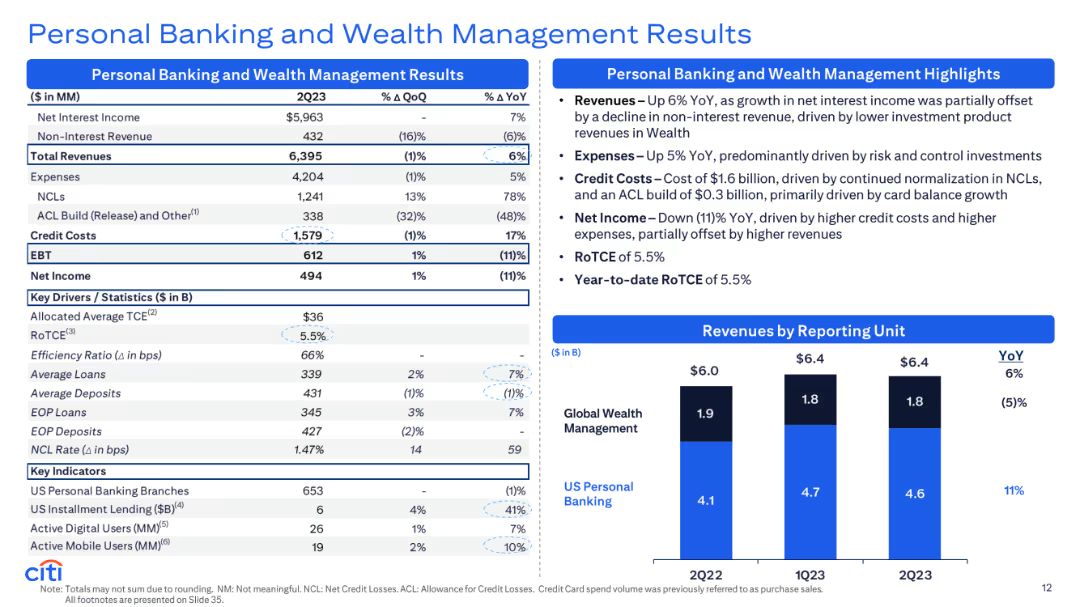 Personal Banking and Wealth Management Results
Personal Banking and Wealth Management Results
($ in MM) 2Q23 % Δ QoQ % Δ YoY
Net Interest Income $5,963 - 7%
Non-Interest Revenue 432 (16)% (6)%
Total Revenues 6,395 (1)% 6%
Expenses 4,204 (1)% 5%
NCLs 1,241 13% 78%
ACL Build (Release) and Other(1) 338 (32)% (48)%
Credit Costs 1,579 (1)% 17%
EBT 612 1% (11)%
Net Income 494 1% (11)%
Key Drivers / Statistics ($ in B)
Allocated Average TCE(2) $36
RoTCE(3) 5.5%
Efficiency Ratio (Δ in bps) 66% - -
Average Loans 339 2% 7%
Average Deposits 431 (1)% (1)%
EOP Loans 345 3% 7%
EOP Deposits 427 (2)% -
NCL Rate (Δ in bps) 1.47% 14 59
Key Indicators
US Personal Banking Branches 653 - (1)%
US Installment Lending ($B)(4) 6 4% 41%
Active Digital Users (MM)(5) 26 1% 7%
Active Mobile Users (MM)(6) 19 2% 10%
Personal Banking and Wealth Management Highlights
• Revenues – Up 6% YoY, as growth in net interest income was partially offset
by a decline in non-interest revenue, driven by lower investment product
revenues in Wealth
• Expenses – Up 5% YoY, predominantly driven by risk and control investments
• Credit Costs – Cost of $1.6 billion, driven by continued normalization in NCLs,
and an ACL build of $0.3 billion, primarily driven by card balance growth
• Net Income – Down (11)% YoY, driven by higher credit costs and higher
expenses, partially offset by higher revenues
• RoTCE of 5.5%
• Year-to-date RoTCE of 5.5%
Revenues by Reporting Unit
($ in B)
YoY
$6.0 $6.4 $6.4 6%
Global Wealth
Management
1.9 1.8 1.8 (5)%
US Personal
Banking
4.1 4.7 4.6 11%
2Q22 1Q23 2Q23
citi
Note: Totals may not sum due to rounding. NM: Not meaningful. NCL: Net Credit Losses. ACL: Allowance for Credit Losses. Credit Card spend volume was previously referred to as purchase sales.
All footnotes are presented on Slide 35.
12